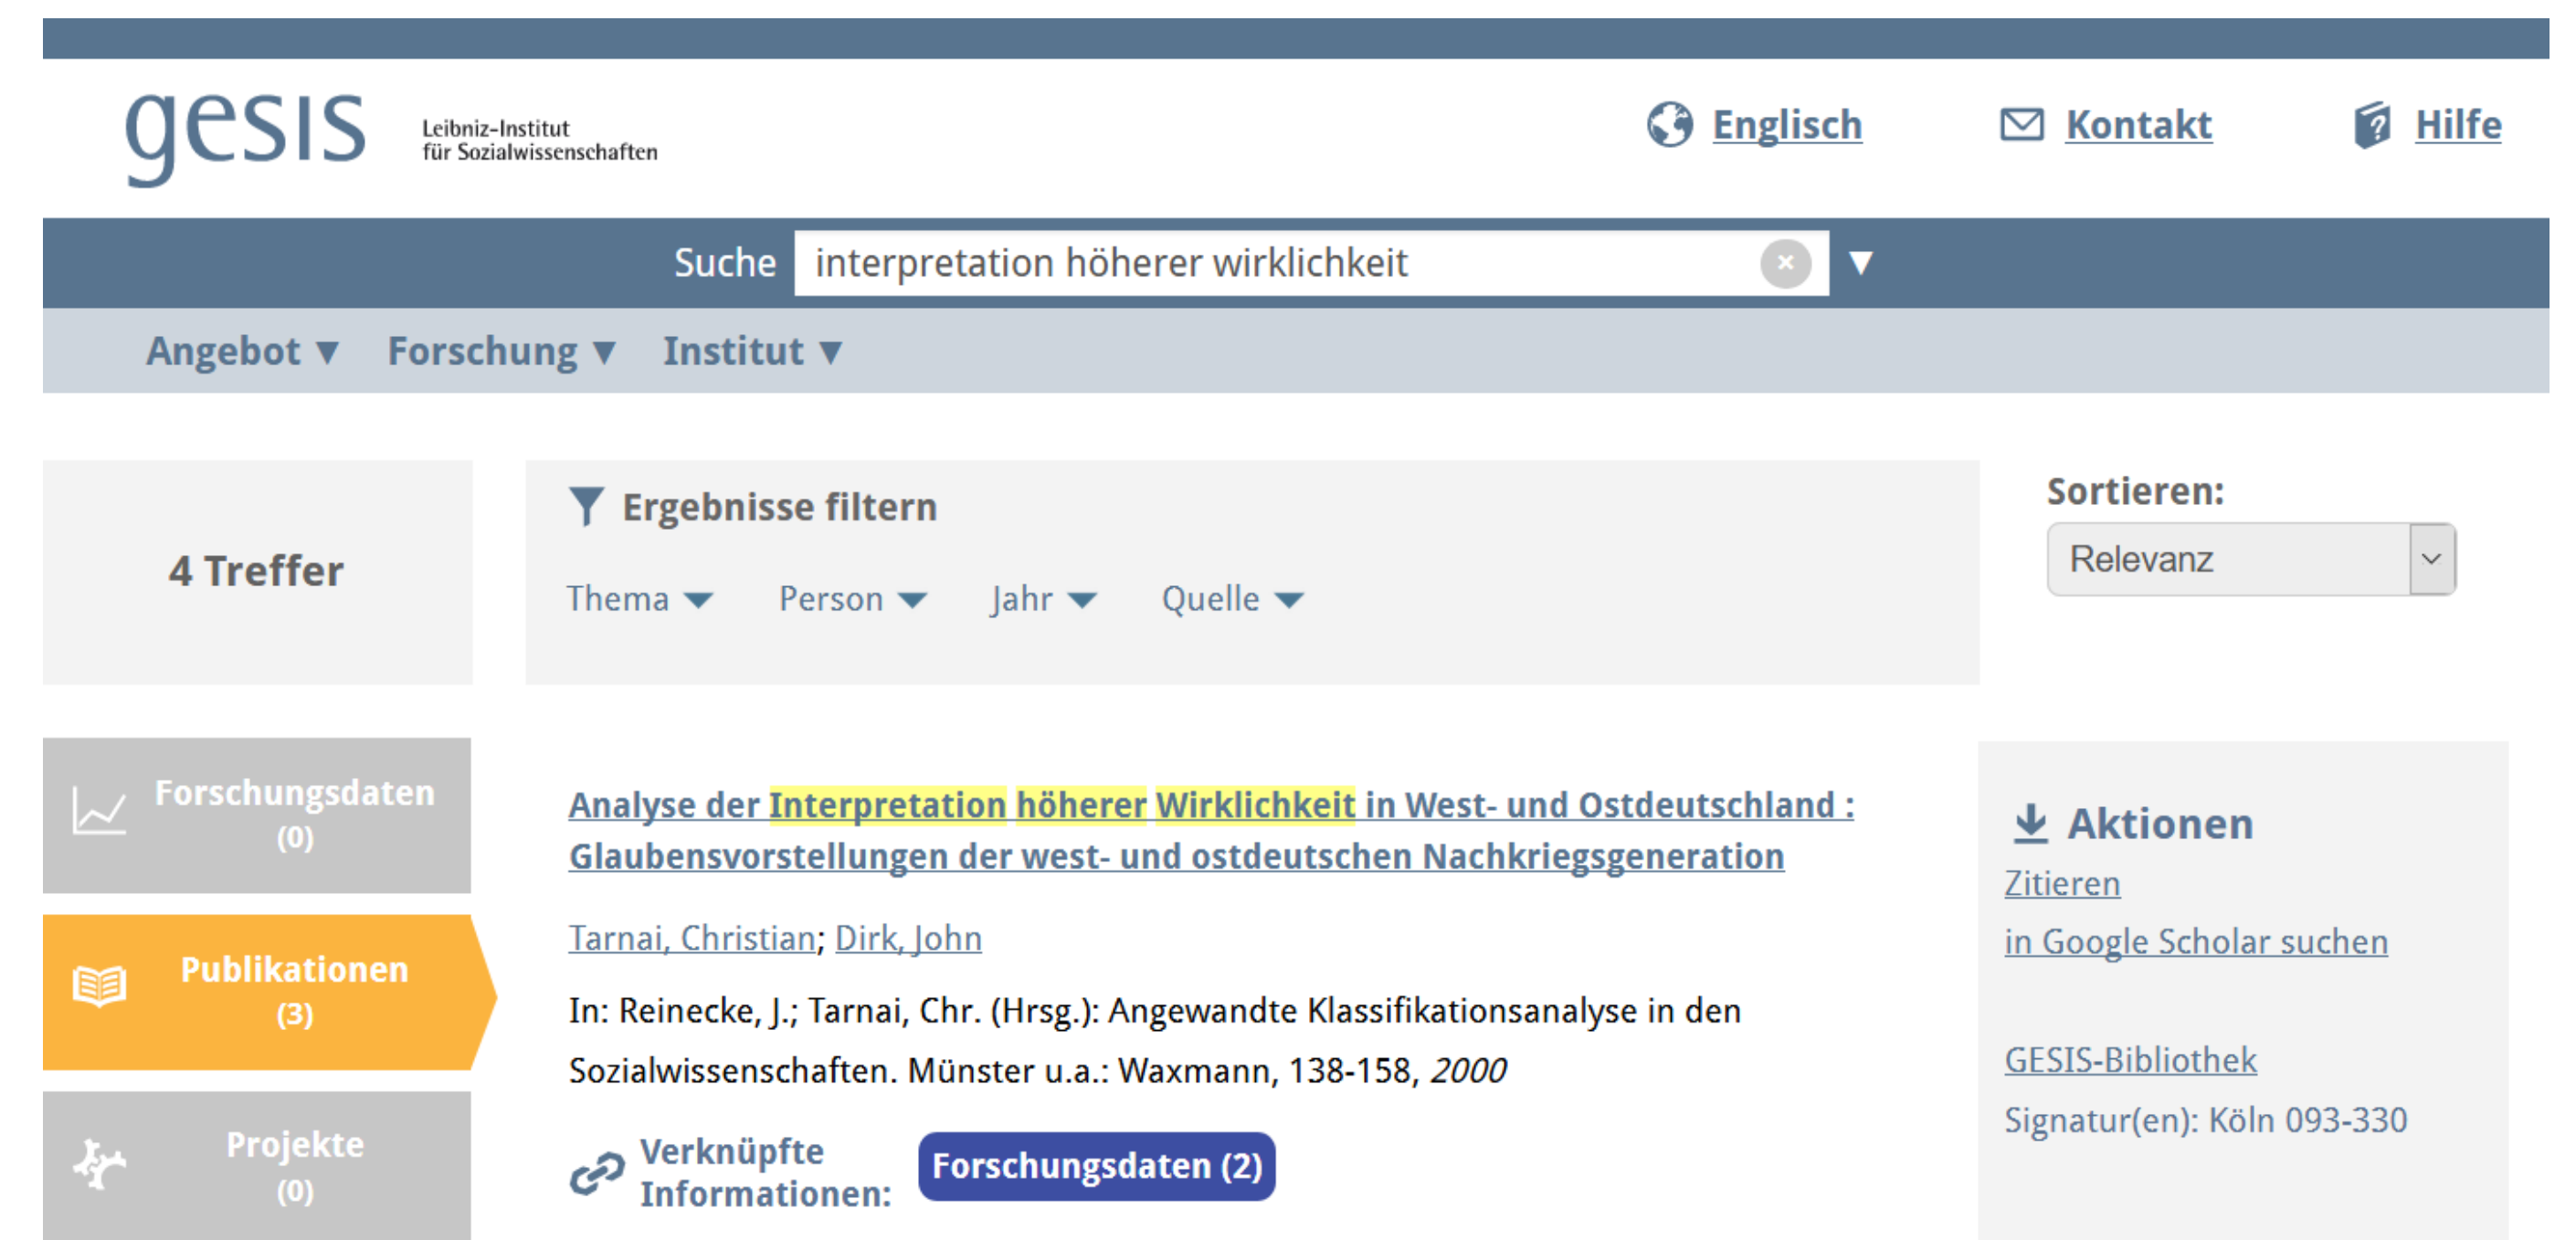 gesis
Leibniz-Institut
für Sozialwissenschaften
Englisch
Kontakt
Hilfe
Suche
interpretation höherer wirklichkeit
Angebot ▼
Forschung ▼
Institut ▼
4 Treffer
Ergebnisse filtern
Thema
Person
Jahr
Quelle
Sortieren:
Relevanz
Forschungsdaten
(0)
Publikationen
(3)
Projekte
(0)
Analyse der Interpretation höherer Wirklichkeit in West- und Ostdeutschland :
Glaubensvorstellungen der west- und ostdeutschen Nachkriegsgeneration
Tarnai, Christian; Dirk, John
In: Reinecke, J.; Tarnai, Chr. (Hrsg.): Angewandte Klassifikationsanalyse in den
Sozialwissenschaften. Münster u.a.: Waxmann, 138-158, 2000
Verknüpfte
Informationen:
Forschungsdaten (2)
Aktionen
Zitieren
in Google Scholar suchen
GESIS-Bibliothek
Signatur(en): Köln 093-330